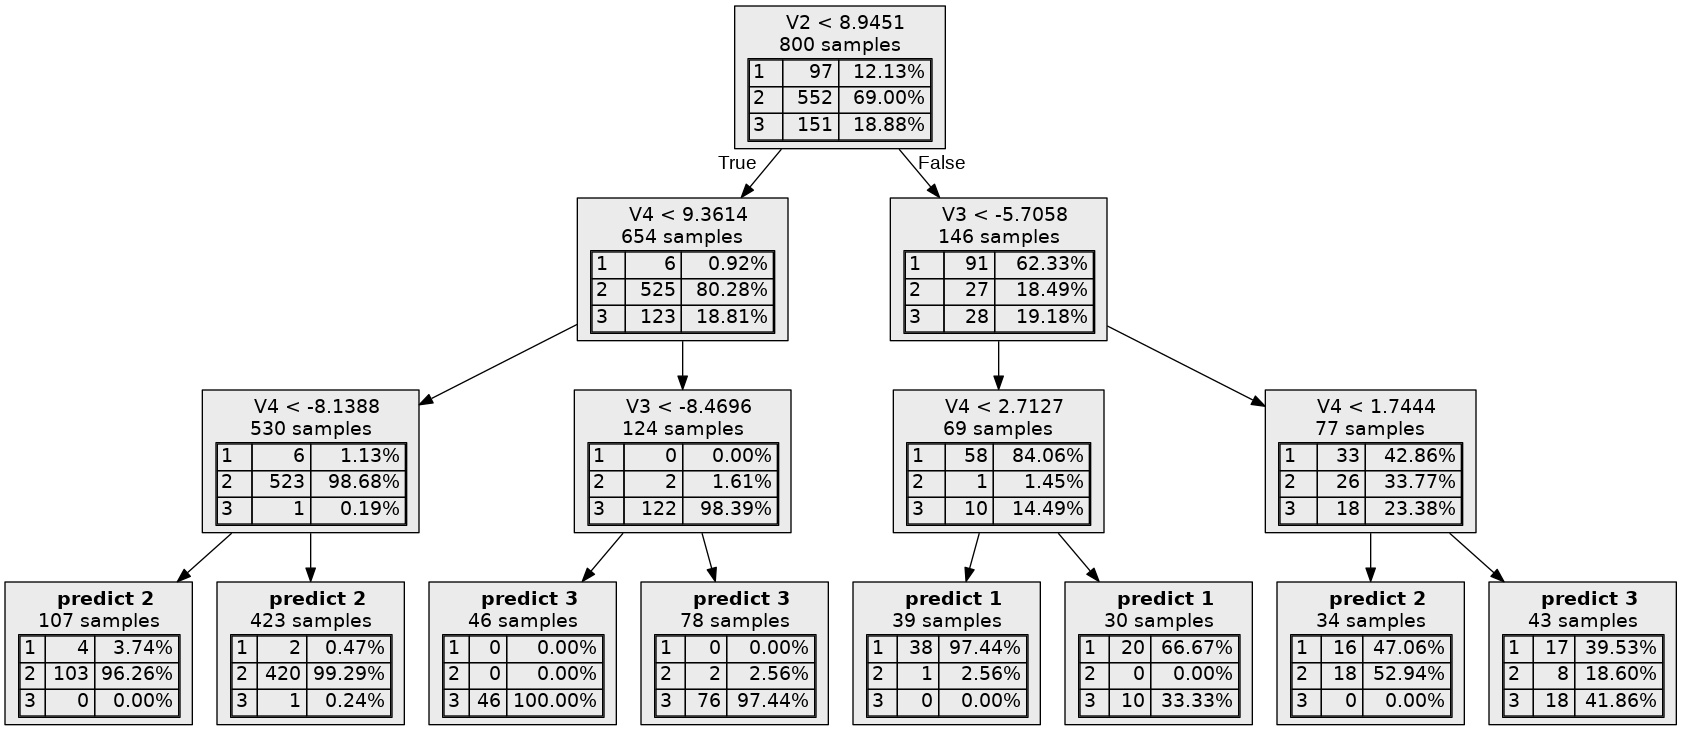 V2 < 8.9451
800 samples
1 97 12.13%
2 552 69.00%
3 151 18.88%
True
False
V4 < 9.3614
654 samples
1 6 0.92%
2 525 80.28%
3 123 18.81%
V3 < -5.7058
146 samples
1 91 62.33%
2 27 18.49%
3 28 19.18%
V4 < -8.1388
530 samples
1 6 1.13%
2 523 98.68%
3 1 0.19%
V3 < -8.4696
124 samples
1 0 0.00%
2 2 1.61%
3 122 98.39%
V4 < 2.7127
69 samples
1 58 84.06%
2 1 1.45%
3 10 14.49%
V4 < 1.7444
77 samples
1 33 42.86%
2 26 33.77%
3 18 23.38%
predict 2
107 samples
1 4 3.74%
2 103 96.26%
3 0 0.00%
predict 2
423 samples
1 2 0.47%
2 420 99.29%
3 1 0.24%
predict 3
46 samples
1 0 0.00%
2 0 0.00%
3 46 100.00%
predict 3
78 samples
1 0 0.00%
2 2 2.56%
3 76 97.44%
predict 1
39 samples
1 38 97.44%
2 1 2.56%
3 0 0.00%
predict 1
30 samples
1 20 66.67%
2 0 0.00%
3 10 33.33%
predict 2
34 samples
1 16 47.06%
2 18 52.94%
3 0 0.00%
predict 3
43 samples
1 17 39.53%
2 8 18.60%
3 18 41.86%